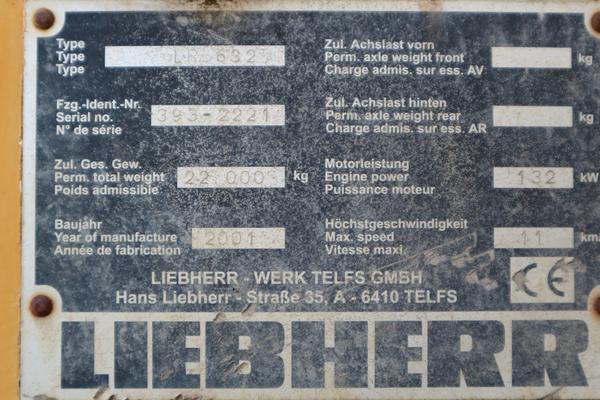 Type
Type
Type
LR 632
Fzg.-Ident.-Nr.
Serial no.
N° de série
393-2221
Zul. Ges. Gew.
Perm. total weight
Poids admissible
22 000 kg
Baujahr
Year of manufacture
Année de fabrication
2001
Zul. Achslast vorn
Perm. axle weight front
Charge admis. sur ess. AV
kg
Zul. Achslast hinten
Perm. axle weight rear
Charge admis. sur ess. AR
kg
Motorleistung
Engine power
Puissance moteur
132 kW
Höchstgeschwindigkeit
Max. speed
Vitesse maxi.
11 km/
LIEBHERR - WERK TELFS GMBH
Hans Liebherr - Straße 35, A - 6410 TELFS
CE
LIEBHERR